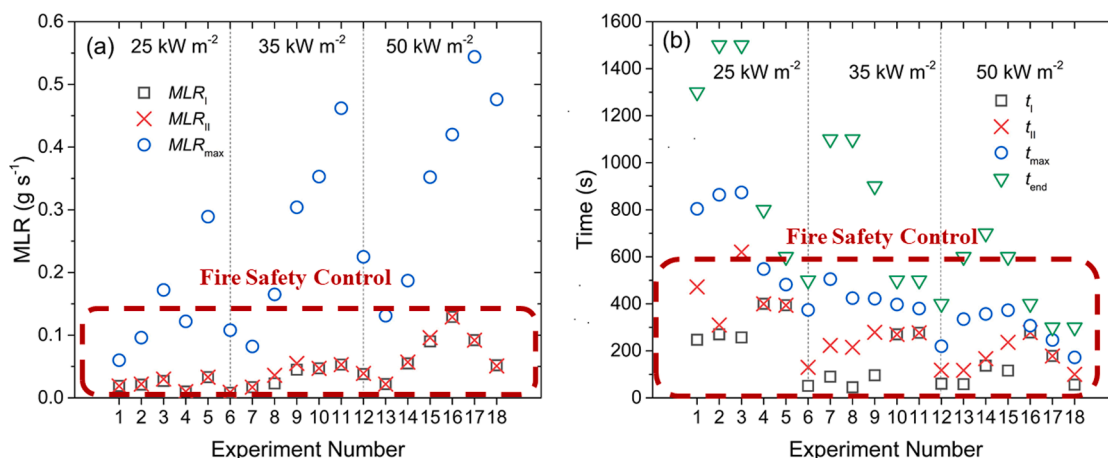 (a)
25 kW m-2
35 kW m-2
50 kW m-2
MLRI
MLRII
MLRmax
Fire Safety Control
MLR (g s-1)
0.6
0.5
0.4
0.3
0.2
0.1
0.0
1 2 3 4 5 6 7 8 9 10 11 12 13 14 15 16 17 18
Experiment Number
(b)
25 kW m-2
35 kW m-2
50 kW m-2
tI
tII
tmax
tend
Fire Safety Control
Time (s)
1600
1400
1200
1000
800
600
400
200
0
1 2 3 4 5 6 7 8 9 10 11 12 13 14 15 16 17 18
Experiment Number